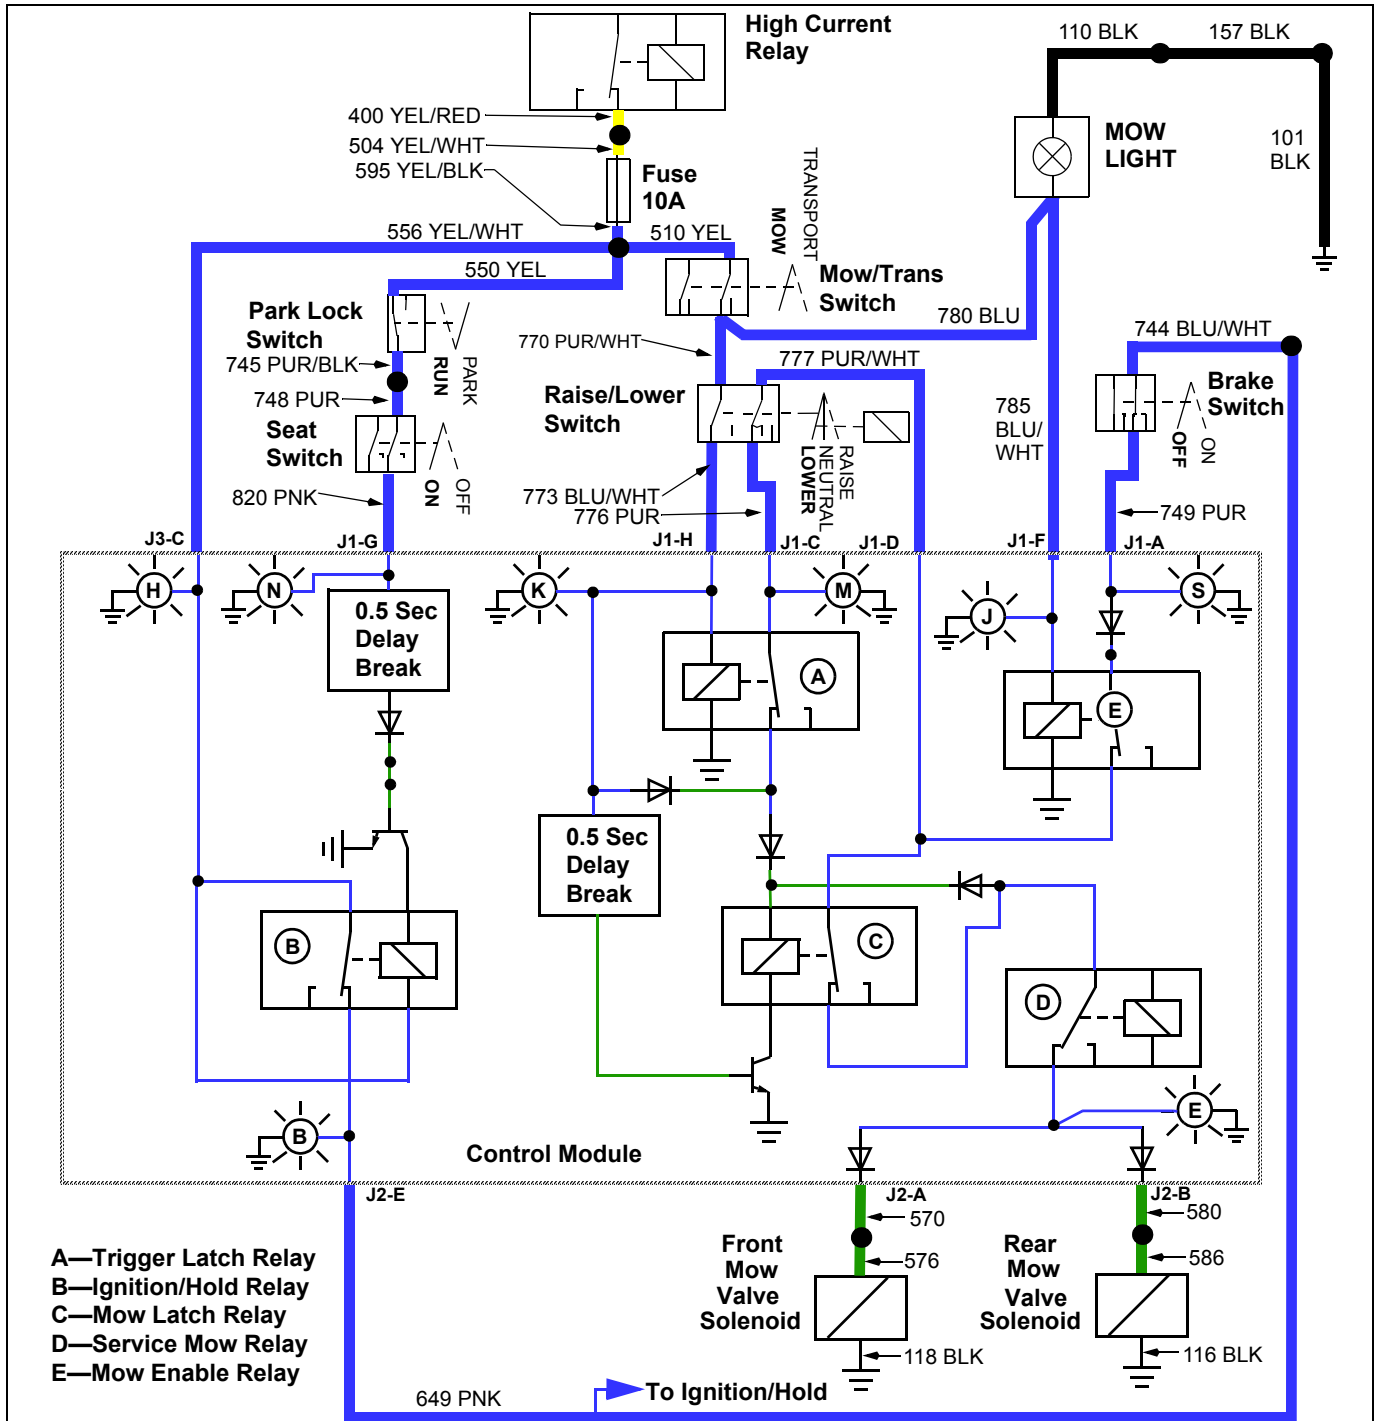 High Current
Relay
110 BLK
157 BLK
400 YEL/RED
504 YEL/WHT
595 YEL/BLK
Fuse
10A
TRANSPORT
MOW
MOW
LIGHT
101
BLK
556 YEL/WHT
510 YEL
550 YEL
Mow/Trans
Switch
Park Lock
Switch
780 BLU
744 BLU/WHT
770 PUR/WHT
777 PUR/WHT
745 PUR/BLK
RUN
PARK
748 PUR
Raise/Lower
Switch
Brake
Switch
785
BLU/
WHT
Seat
Switch
OFF
ON
LOWER
NEUTRAL
RAISE
820 PNK
ON
OFF
773 BLU/WHT
776 PUR
749 PUR
J3-C
J1-G
J1-H
J1-C
J1-D
J1-F
J1-A
H
N
K
M
J
S
0.5 Sec
Delay
Break
A
E
0.5 Sec
Delay
Break
B
C
D
B
E
Control Module
J2-E
J2-A
J2-B
570
580
576
586
Front
Mow
Valve
Solenoid
Rear
Mow
Valve
Solenoid
118 BLK
116 BLK
A—Trigger Latch Relay
B—Ignition/Hold Relay
C—Mow Latch Relay
D—Service Mow Relay
E—Mow Enable Relay
649 PNK
To Ignition/Hold